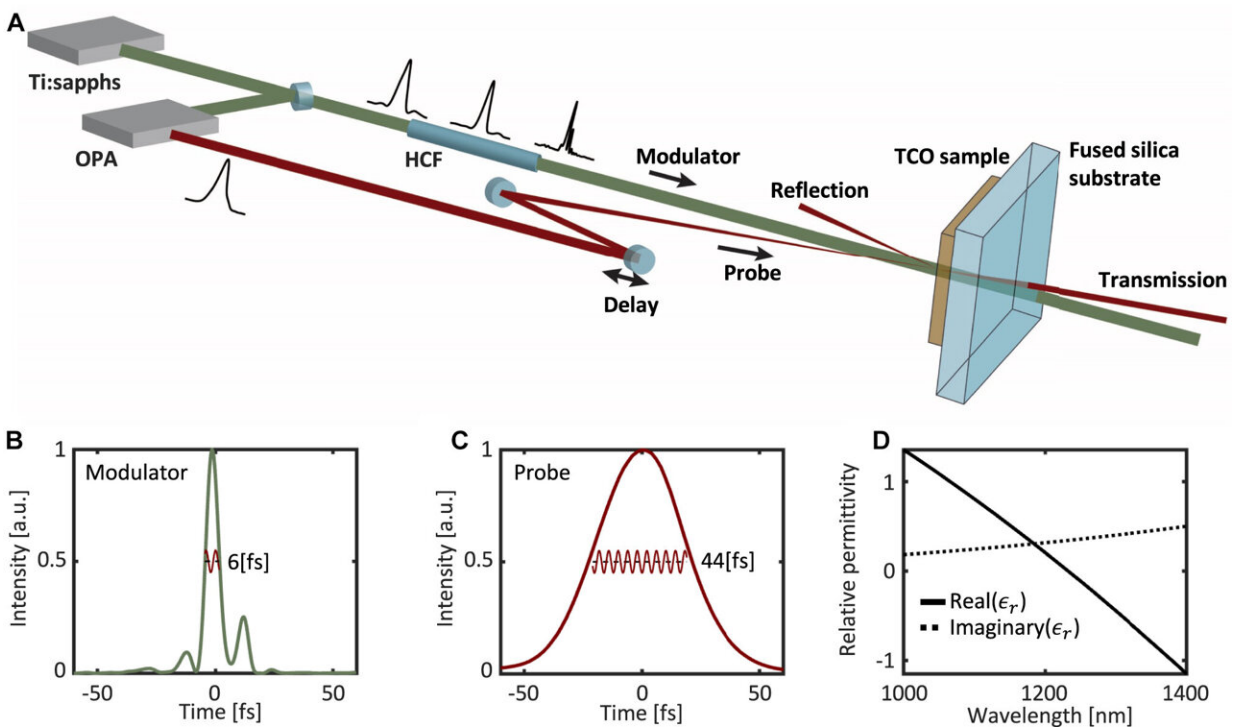 A
Ti:sapphs
OPA
HCF
Modulator
TCO sample
Fused silica
substrate
Reflection
Probe
Delay
Transmission
B
Modulator
6[fs]
Intensity [a.u.]
1
0.5
0
-50
0
50
Time [fs]
C
Probe
44[fs]
Intensity [a.u.]
1
0.5
0
-50
0
50
Time [fs]
D
Relative permittivity
1
0
-1
Real(ϵr)
Imaginary(ϵr)
1000
1200
1400
Wavelength [nm]